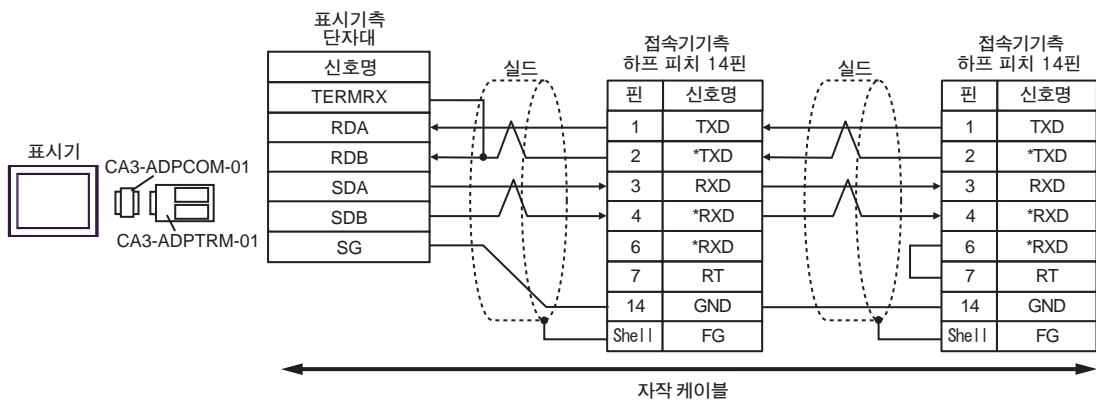 표시기측
단자대
신호명
TERMRX
RDA
RDB
SDA
SDB
SG
표시기
CA3-ADPCOM-01
CA3-ADPTRM-01
실드
접속기기측
하프 피치 14핀
핀 신호명
1 TXD
2 *TXD
3 RXD
4 *RXD
6 *RXD
7 RT
14 GND
Shell FG
실드
접속기기측
하프 피치 14핀
핀 신호명
1 TXD
2 *TXD
3 RXD
4 *RXD
6 *RXD
7 RT
14 GND
Shell FG
자작 케이블